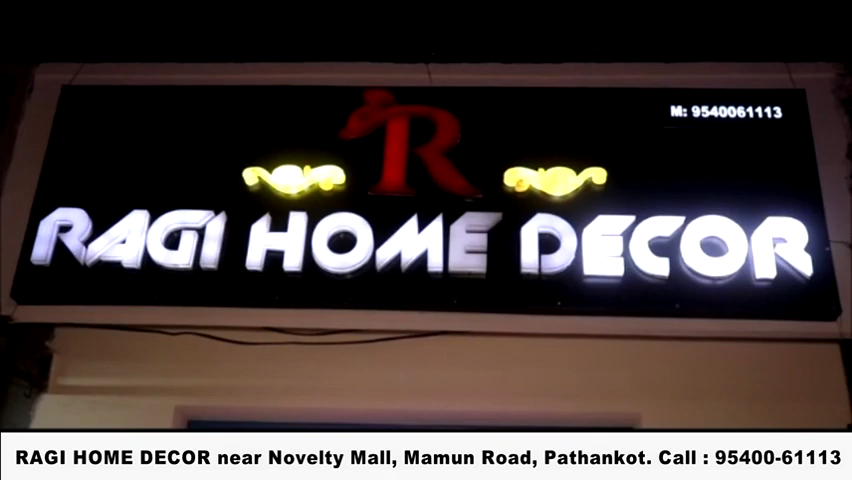 M: 9540061113
R
RAGI HOME DECOR
RAGI HOME DECOR near Novelty Mall, Mamun Road, Pathankot. Call : 95400-61113